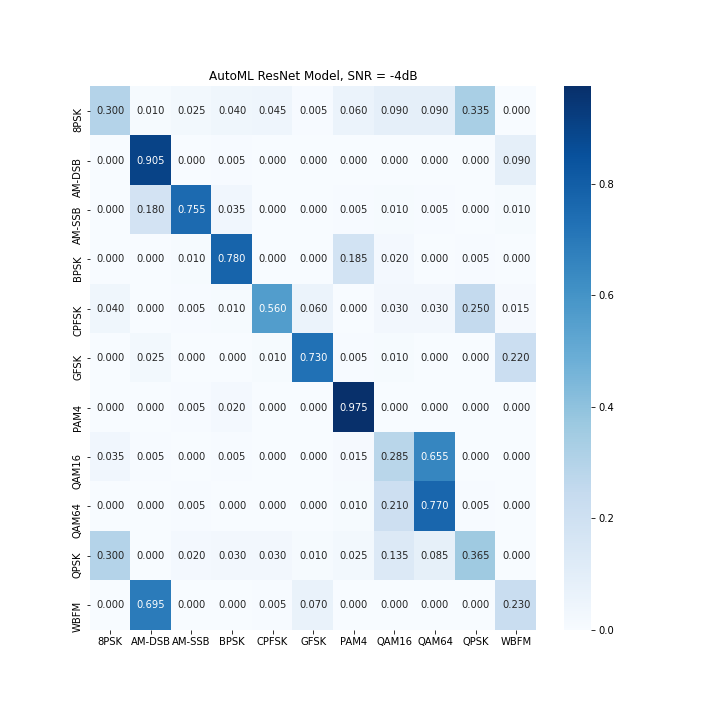 AutoML ResNet Model, SNR = -4dB
8PSK 0.300 0.010 0.025 0.040 0.045 0.005 0.060 0.090 0.090 0.335 0.000
AM-DSB 0.000 0.905 0.000 0.005 0.000 0.000 0.000 0.000 0.000 0.000 0.090
AM-SSB 0.000 0.180 0.755 0.035 0.000 0.000 0.005 0.010 0.005 0.000 0.010
BPSK 0.000 0.000 0.010 0.780 0.000 0.000 0.185 0.020 0.000 0.005 0.000
CPFSK 0.040 0.000 0.005 0.010 0.560 0.060 0.000 0.030 0.030 0.250 0.015
GFSK 0.000 0.025 0.000 0.000 0.010 0.730 0.005 0.010 0.000 0.000 0.220
PAM4 0.000 0.000 0.005 0.020 0.000 0.000 0.975 0.000 0.000 0.000 0.000
QAM16 0.035 0.005 0.000 0.005 0.000 0.000 0.015 0.285 0.655 0.000 0.000
QAM64 0.000 0.000 0.005 0.000 0.000 0.000 0.010 0.210 0.770 0.005 0.000
QPSK 0.300 0.000 0.020 0.030 0.030 0.010 0.025 0.135 0.085 0.365 0.000
WBFM 0.000 0.695 0.000 0.000 0.005 0.070 0.000 0.000 0.000 0.000 0.230
8PSK AM-DSB AM-SSB BPSK CPFSK GFSK PAM4 QAM16 QAM64 QPSK WBFM
0.8
0.6
0.4
0.2
0.0